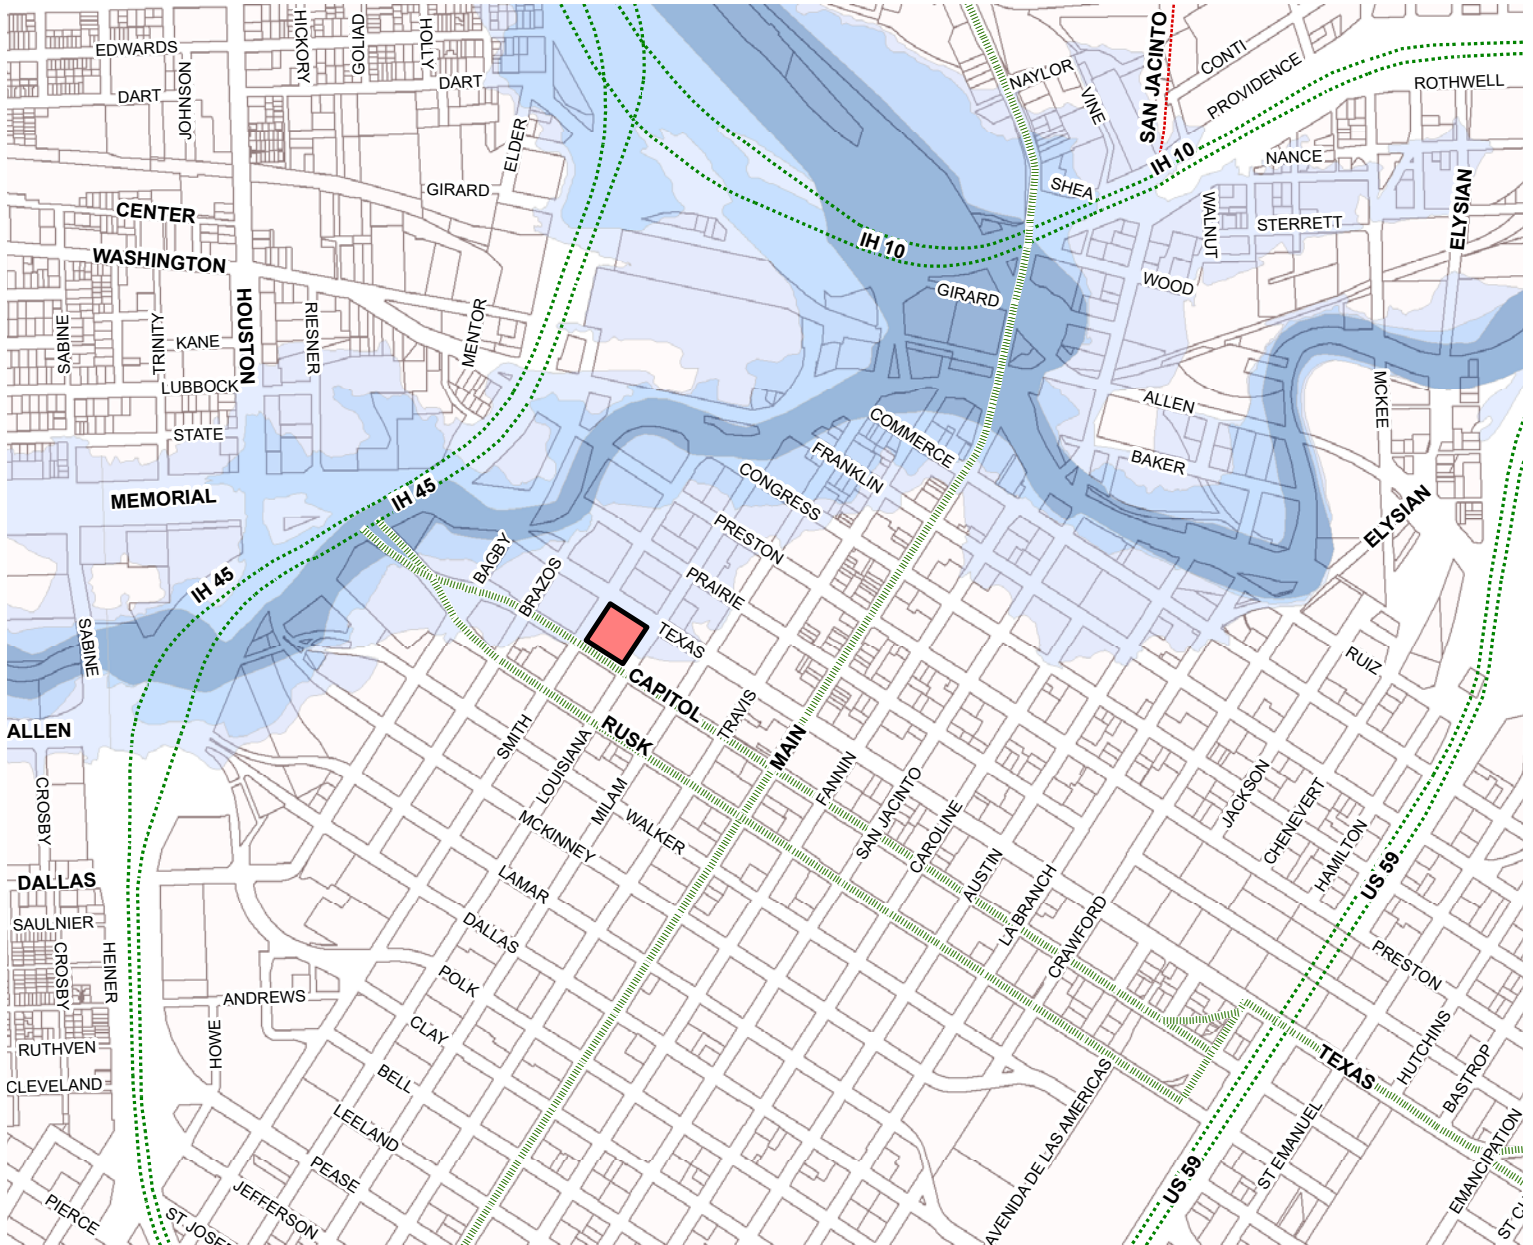 HICKORY
GOLIAD
HOLLY
SAN JACINTO
EDWARDS
CONTI
NAYLOR
PROVIDENCE
ROTHWELL
DART
DART
JOHNSON
VINE
ELDER
IH 10
NANCE
GIRARD
SHEA
WALNUT
ELYSIAN
CENTER
STERRETT
WASHINGTON
IH 10
WOOD
GIRARD
HOUSTON
RIESNER
MENTOR
SABINE
TRINITY
KANE
LUBBOCK
MCKEE
ALLEN
STATE
COMMERCE
FRANKLIN
BAKER
CONGRESS
MEMORIAL
IH 45
PRESTON
ELYSIAN
BAGBY
BRAZOS
IH 45
PRAIRIE
SABINE
TEXAS
RUIZ
CAPITOL
ALLEN
SMITH
RUSK
TRAVIS
MAIN
LOUISIANA
MILAM
FANNIN
JACKSON
CROSBY
SAN JACINTO
CHENEVERT
MCKINNEY
WALKER
CAROLINE
HAMILTON
AUSTIN
US 59
DALLAS
LAMAR
LA BRANCH
SAULNIER
DALLAS
CRAWFORD
CROSBY
HEINER
PRESTON
POLK
ANDREWS
CLAY
HOWE
RUTHVEN
HUTCHINS
TEXAS
BASTROP
CLEVELAND
BELL
AVENIDA DE LAS AMERICAS
LEELAND
ST EMANUEL
EMANCIPATION
PEASE
US 59
JEFFERSON
PIERCE
ST JOSE
ST C